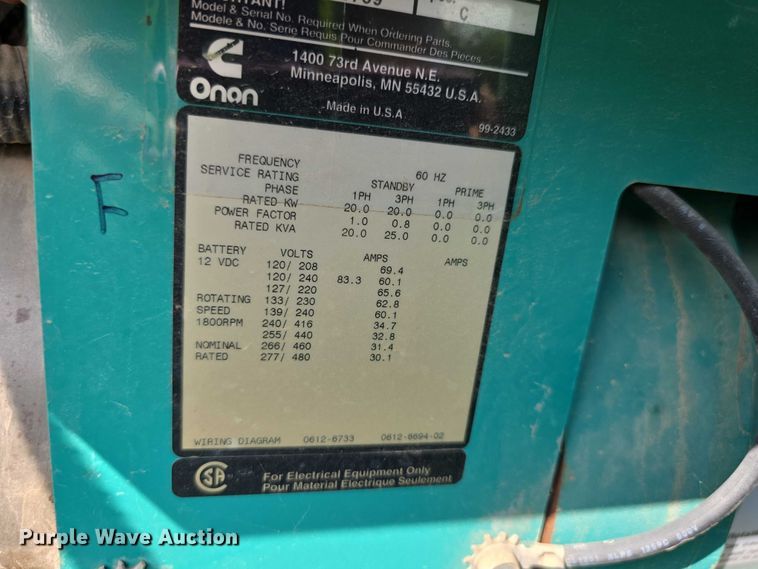 C
Model & Serial No. Required When Ordering Parts.
Modele & No. Serie Requis Pour Commander Des Pieces.
1400 73rd Avenue N.E.
Minneapolis, MN 55432 U.S.A.
Onan
Made in U.S.A.
99-2433
F
FREQUENCY 60 HZ
SERVICE RATING STANDBY PRIME
PHASE 1PH 3PH 1PH 3PH
RATED KW 20.0 20.0 0.0 0.0
POWER FACTOR 1.0 0.8 0.0 0.0
RATED KVA 20.0 25.0 0.0 0.0
BATTERY VOLTS AMPS AMPS
12 VDC 120/ 208 69.4
120/ 240 83.3 60.1
127/ 220 65.6
ROTATING 133/ 230 62.8
SPEED 139/ 240 60.1
1800RPM 240/ 416 34.7
255/ 440 32.8
NOMINAL 266/ 460 31.4
RATED 277/ 480 30.1
WIRING DIAGRAM 0612-6733 0612-6694-02
CSA
For Electrical Equipment Only
Pour Material Electrique Seulement
Purple Wave Auction